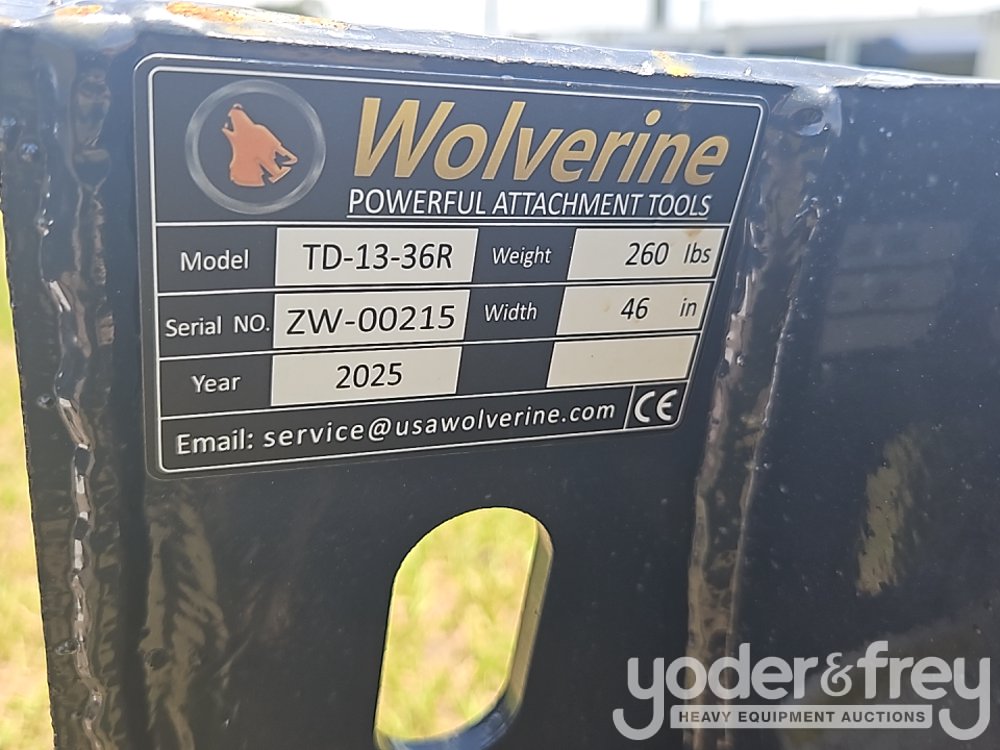 Wolverine
POWERFUL ATTACHMENT TOOLS
Model TD-13-36R Weight 260 lbs
Serial NO. ZW-00215 Width 46 in
Year 2025
Email: service@usawolverine.com CE
yoder&frey
HEAVY EQUIPMENT AUCTIONS